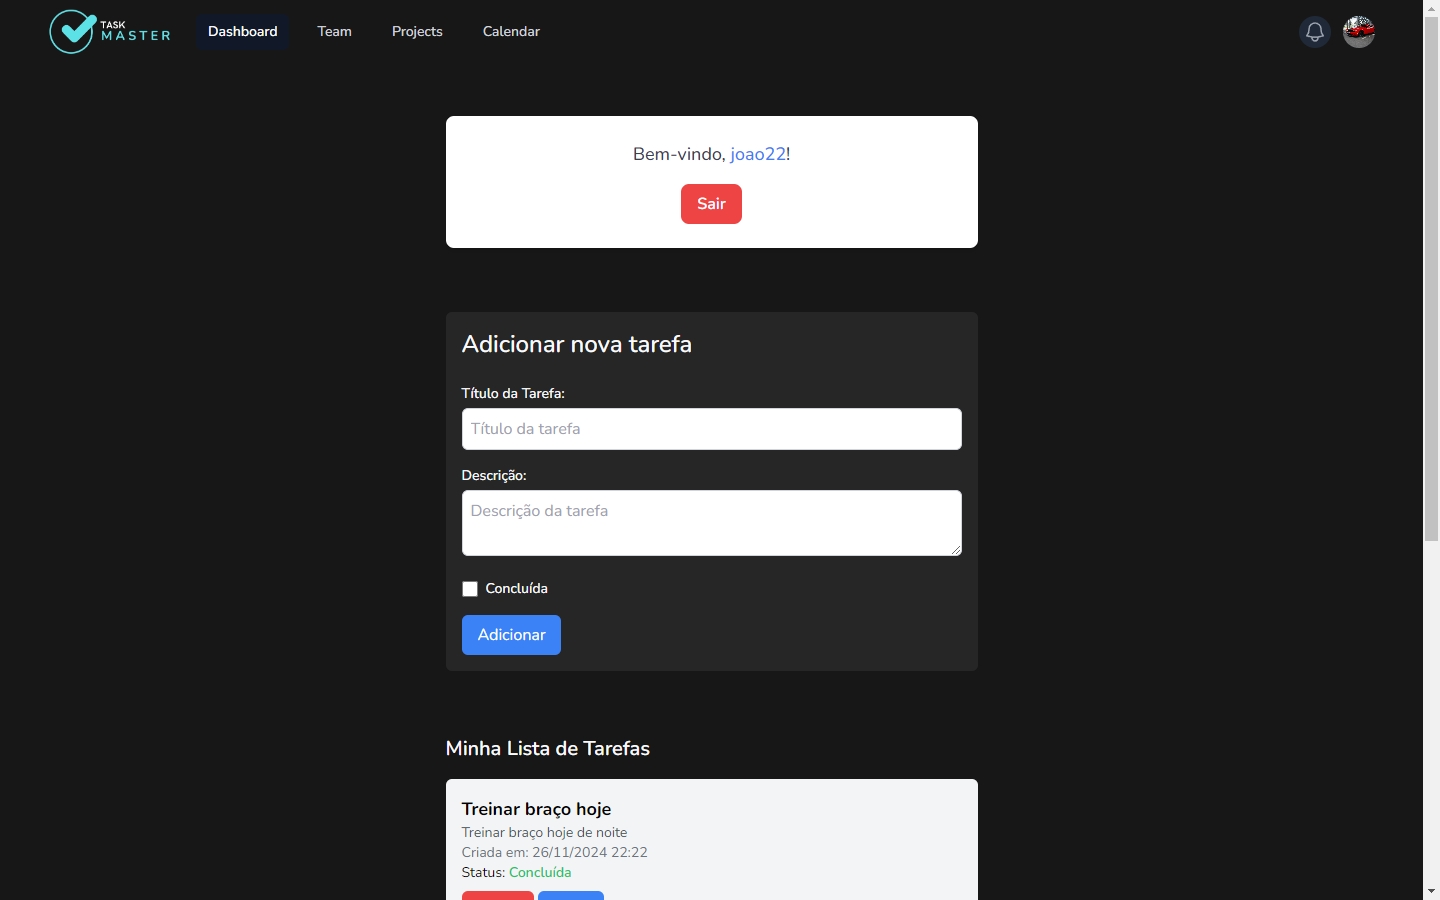 TASK
MASTER
Dashboard
Team
Projects
Calendar
Bem-vindo, joao22!
Sair
Adicionar nova tarefa
Título da Tarefa:
Título da tarefa
Descrição:
Descrição da tarefa
Concluída
Adicionar
Minha Lista de Tarefas
Treinar braço hoje
Treinar braço hoje de noite
Criada em: 26/11/2024 22:22
Status: Concluída